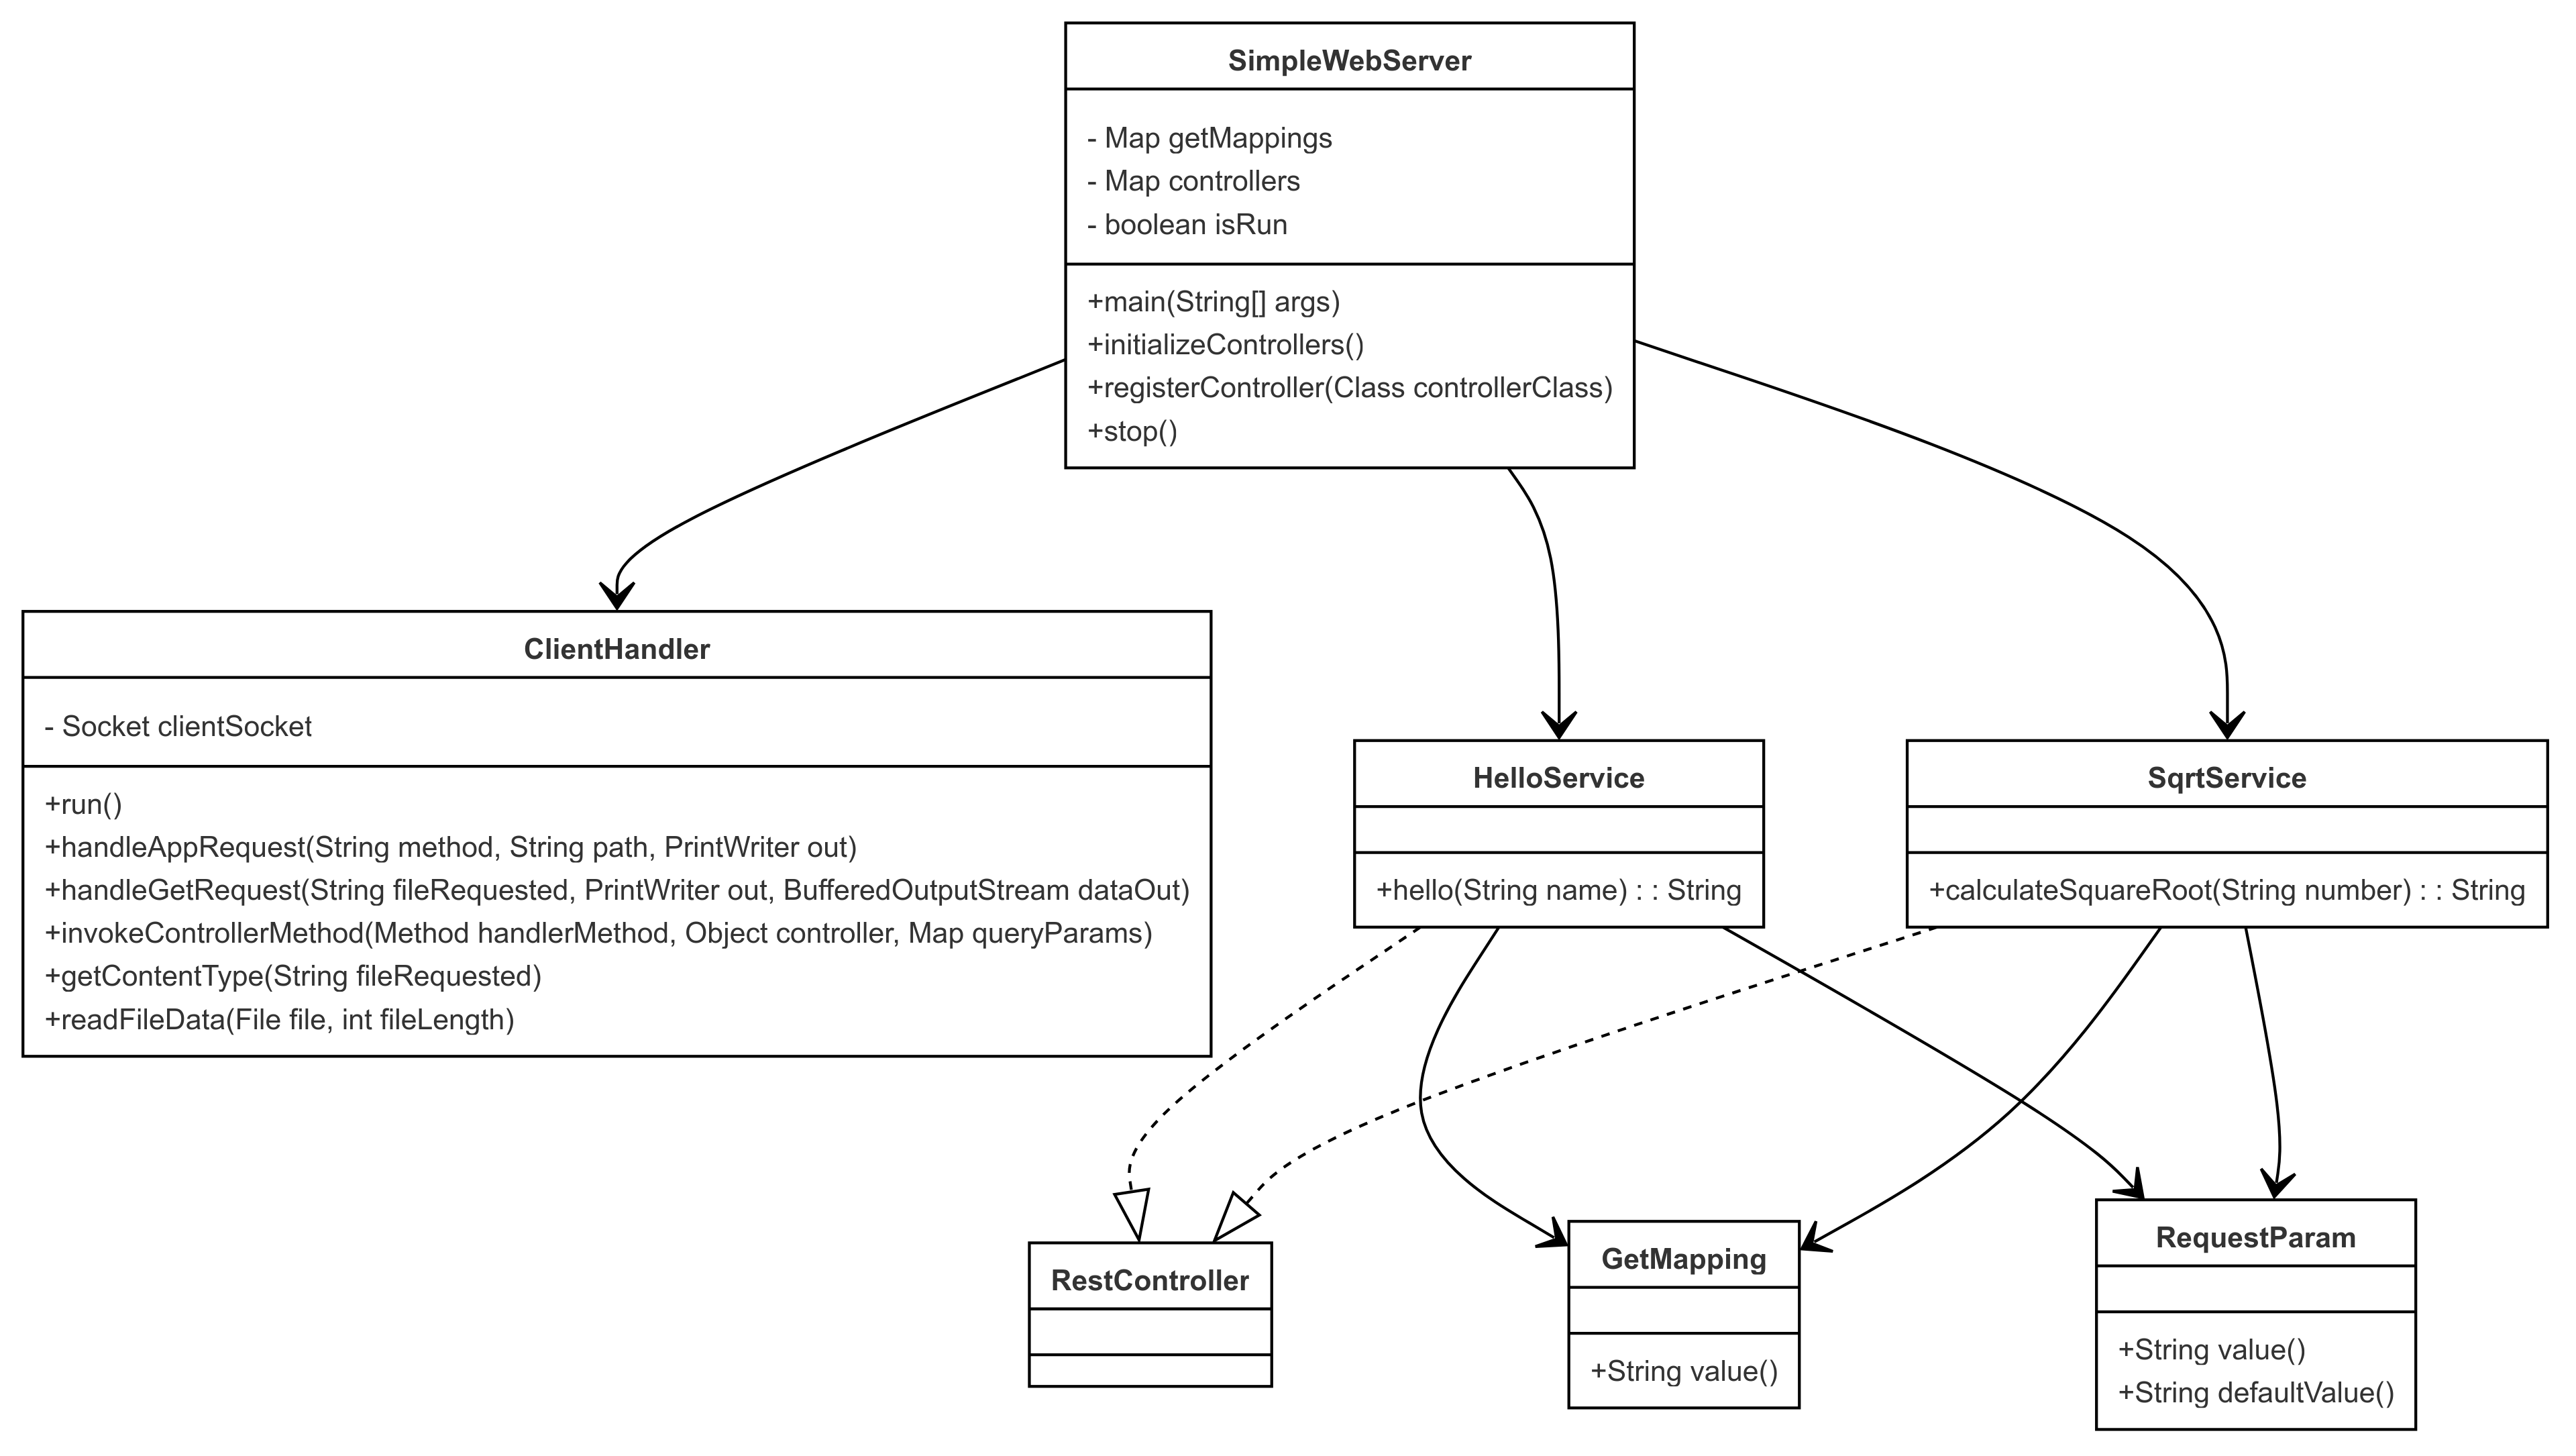 SimpleWebServer
- Map getMappings
- Map controllers
- boolean isRun
+main(String[] args)
+initializeControllers()
+registerController(Class controllerClass)
+stop()
ClientHandler
- Socket clientSocket
+run()
+handleAppRequest(String method, String path, PrintWriter out)
+handleGetRequest(String fileRequested, PrintWriter out, BufferedOutputStream dataOut)
+invokeControllerMethod(Method handlerMethod, Object controller, Map queryParams)
+getContentType(String fileRequested)
+readFileData(File file, int fileLength)
HelloService
+hello(String name) : : String
SqrtService
+calculateSquareRoot(String number) : : String
RestController
GetMapping
+String value()
RequestParam
+String value()
+String defaultValue()